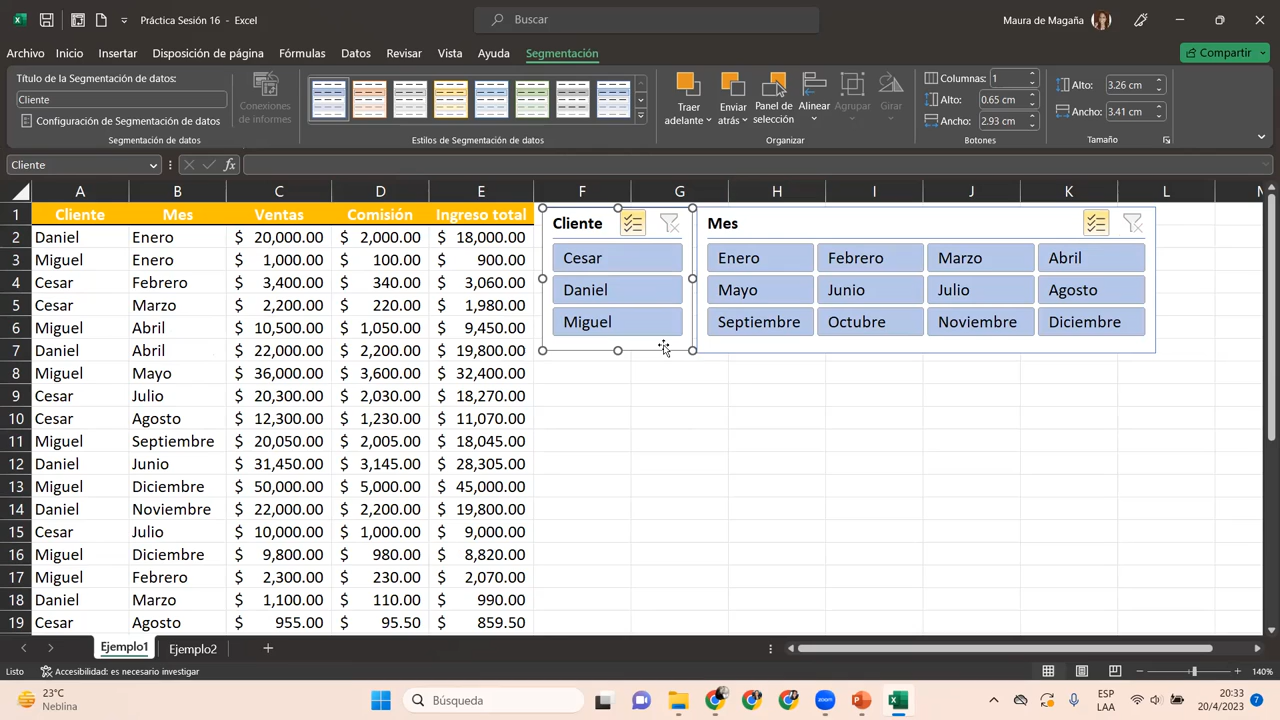 Práctica Sesión 16 - Excel
Buscar
Maura de Magaña
Archivo Inicio Insertar Disposición de página Fórmulas Datos Revisar Vista Ayuda Segmentación
Compartir
Título de la Segmentación de datos:
Cliente
Configuración de Segmentación de datos
Segmentación de datos
Conexiones de informes
Estilos de Segmentación de datos
Traer adelante
Enviar atrás
Panel de selección
Alinear
Agrupar
Girar
Organizar
Columnas: 1
Alto: 0.65 cm
Ancho: 2.93 cm
Botones
Alto: 3.26 cm
Ancho: 3.41 cm
Tamaño
Cliente
fx
A B C D E F G H I J K L M
1 Cliente Mes Ventas Comisión Ingreso total
2 Daniel Enero $ 20,000.00 $ 2,000.00 $ 18,000.00
3 Miguel Enero $ 1,000.00 $ 100.00 $ 900.00
4 Cesar Febrero $ 3,400.00 $ 340.00 $ 3,060.00
5 Cesar Marzo $ 2,200.00 $ 220.00 $ 1,980.00
6 Miguel Abril $ 10,500.00 $ 1,050.00 $ 9,450.00
7 Daniel Abril $ 22,000.00 $ 2,200.00 $ 19,800.00
8 Miguel Mayo $ 36,000.00 $ 3,600.00 $ 32,400.00
9 Cesar Julio $ 20,300.00 $ 2,030.00 $ 18,270.00
10 Cesar Agosto $ 12,300.00 $ 1,230.00 $ 11,070.00
11 Miguel Septiembre $ 20,050.00 $ 2,005.00 $ 18,045.00
12 Daniel Junio $ 31,450.00 $ 3,145.00 $ 28,305.00
13 Miguel Diciembre $ 50,000.00 $ 5,000.00 $ 45,000.00
14 Daniel Noviembre $ 22,000.00 $ 2,200.00 $ 19,800.00
15 Cesar Julio $ 10,000.00 $ 1,000.00 $ 9,000.00
16 Miguel Diciembre $ 9,800.00 $ 980.00 $ 8,820.00
17 Miguel Febrero $ 2,300.00 $ 230.00 $ 2,070.00
18 Daniel Marzo $ 1,100.00 $ 110.00 $ 990.00
19 Cesar Agosto $ 955.00 $ 95.50 $ 859.50
Cliente
Cesar
Daniel
Miguel
Mes
Enero Febrero Marzo Abril
Mayo Junio Julio Agosto
Septiembre Octubre Noviembre Diciembre
Ejemplo1 Ejemplo2
Listo
Accesibilidad: es necesario investigar
140%
23°C
Neblina
Búsqueda
zoom
ESP
LAA
20:33
20/4/2023
7